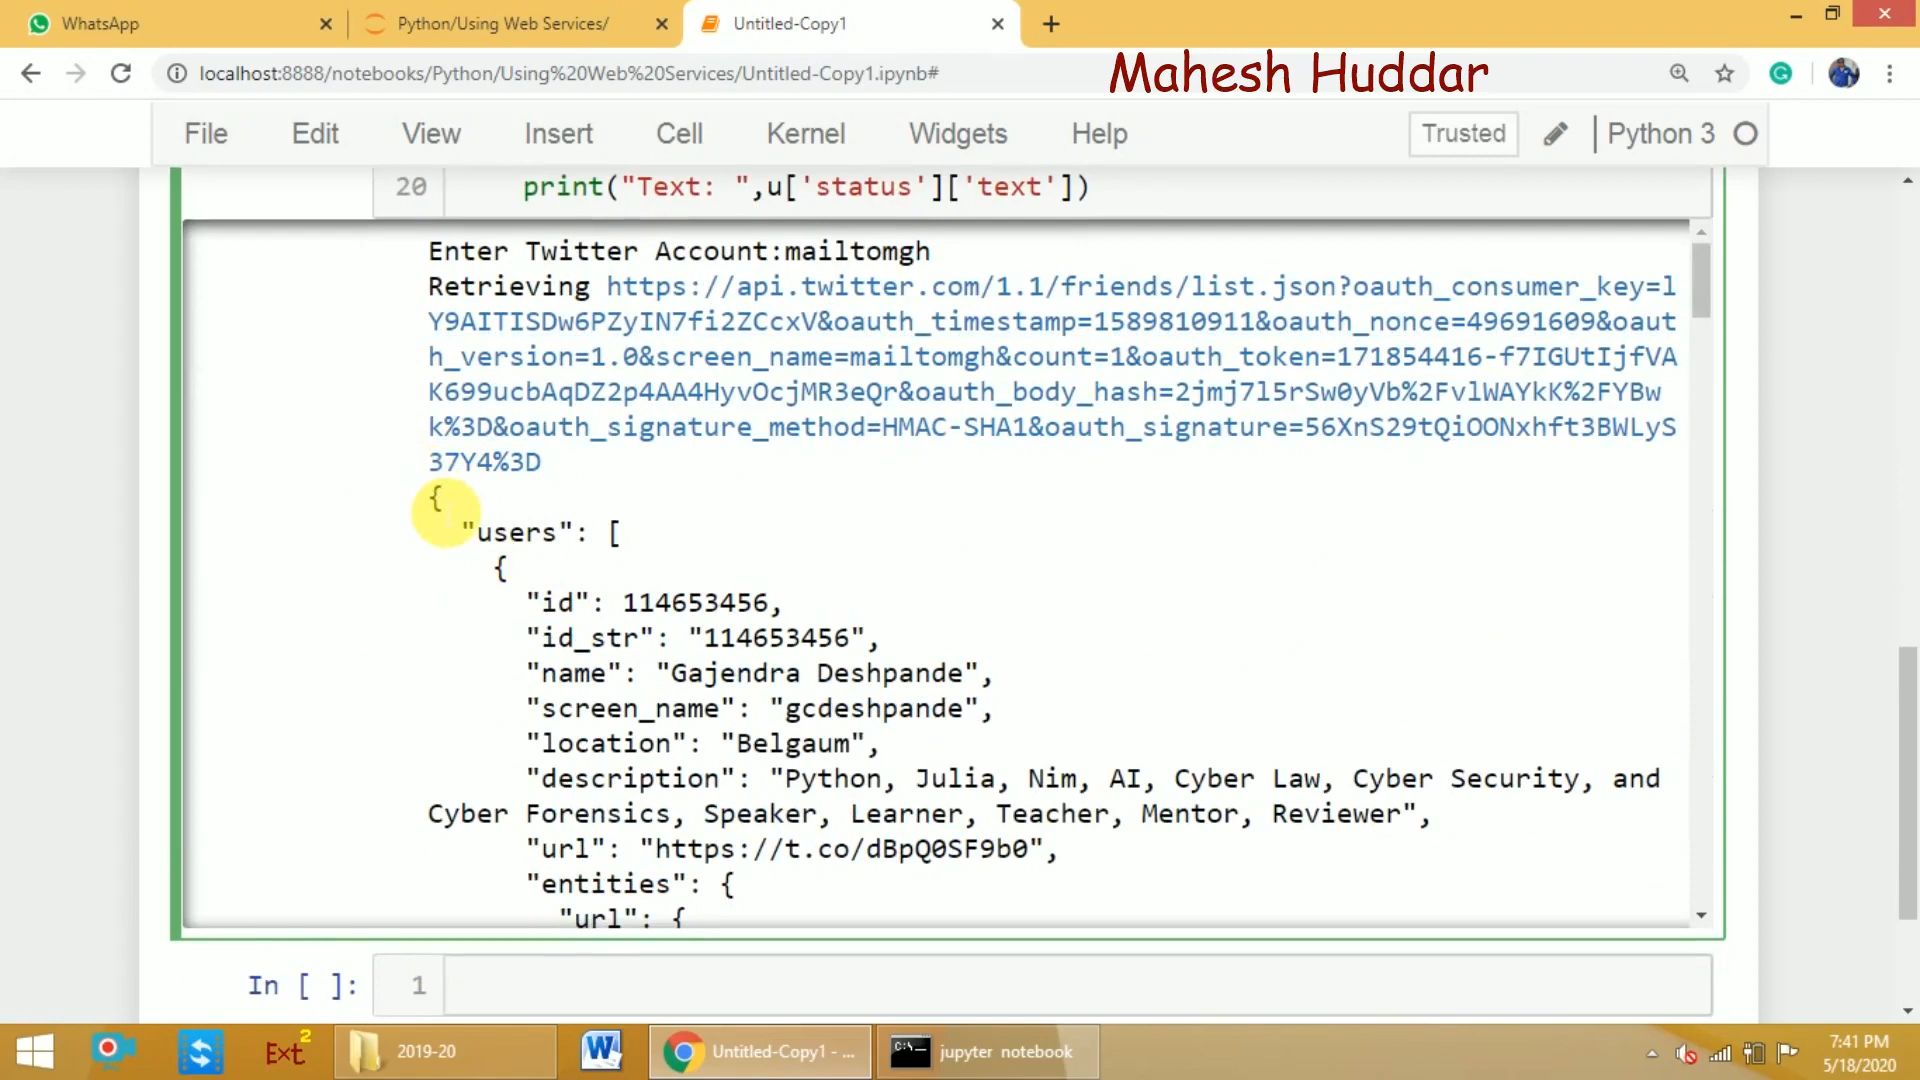 WhatsApp
Python/Using Web Services/
Untitled-Copy1
localhost:8888/notebooks/Python/Using%20Web%20Services/Untitled-Copy1.ipynb#
Mahesh Huddar
File Edit View Insert Cell Kernel Widgets Help Trusted Python 3
20 print("Text: ",u['status']['text'])
Enter Twitter Account:mailtomgh
Retrieving https://api.twitter.com/1.1/friends/list.json?oauth_consumer_key=l
Y9AITISDw6PZyIN7fi2ZCcxV&oauth_timestamp=1589810911&oauth_nonce=49691609&oaut
h_version=1.0&screen_name=mailtomgh&count=1&oauth_token=171854416-f7IGUtIjfVA
K699ucbAqDZ2p4AA4HyvOcjMR3eQr&oauth_body_hash=2jmj7l5rSw0yVb%2FvlWAYkK%2FYBw
k%3D&oauth_signature_method=HMAC-SHA1&oauth_signature=56XnS29tQiOONxhft3BWLyS
37Y4%3D
{
"users": [
{
"id": 114653456,
"id_str": "114653456",
"name": "Gajendra Deshpande",
"screen_name": "gcdeshpande",
"location": "Belgaum",
"description": "Python, Julia, Nim, AI, Cyber Law, Cyber Security, and
Cyber Forensics, Speaker, Learner, Teacher, Mentor, Reviewer",
"url": "https://t.co/dBpQ0SF9b0",
"entities": {
"url": {
In [ ]: 1
Ext2
2019-20
Untitled-Copy1 - ...
jupyter notebook
7:41 PM
5/18/2020